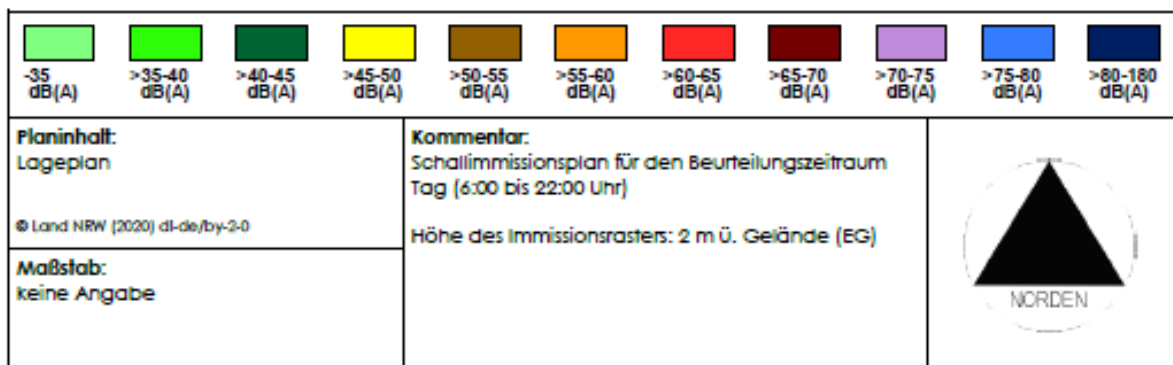 -35 >35-40 >40-45 >45-50 >50-55 >55-60 >60-65 >65-70 >70-75 >75-80 >80-180
dB(A) dB(A) dB(A) dB(A) dB(A) dB(A) dB(A) dB(A) dB(A) dB(A) dB(A)
Planinhalt:
Lageplan
© Land NRW (2020) dl-de/by-2-0
Maßstab:
keine Angabe
Kommentar:
Schallimmissionsplan für den Beurteilungszeitraum
Tag (6:00 bis 22:00 Uhr)
Höhe des Immissionsrasters: 2 m ü. Gelände (EG)
NORDEN